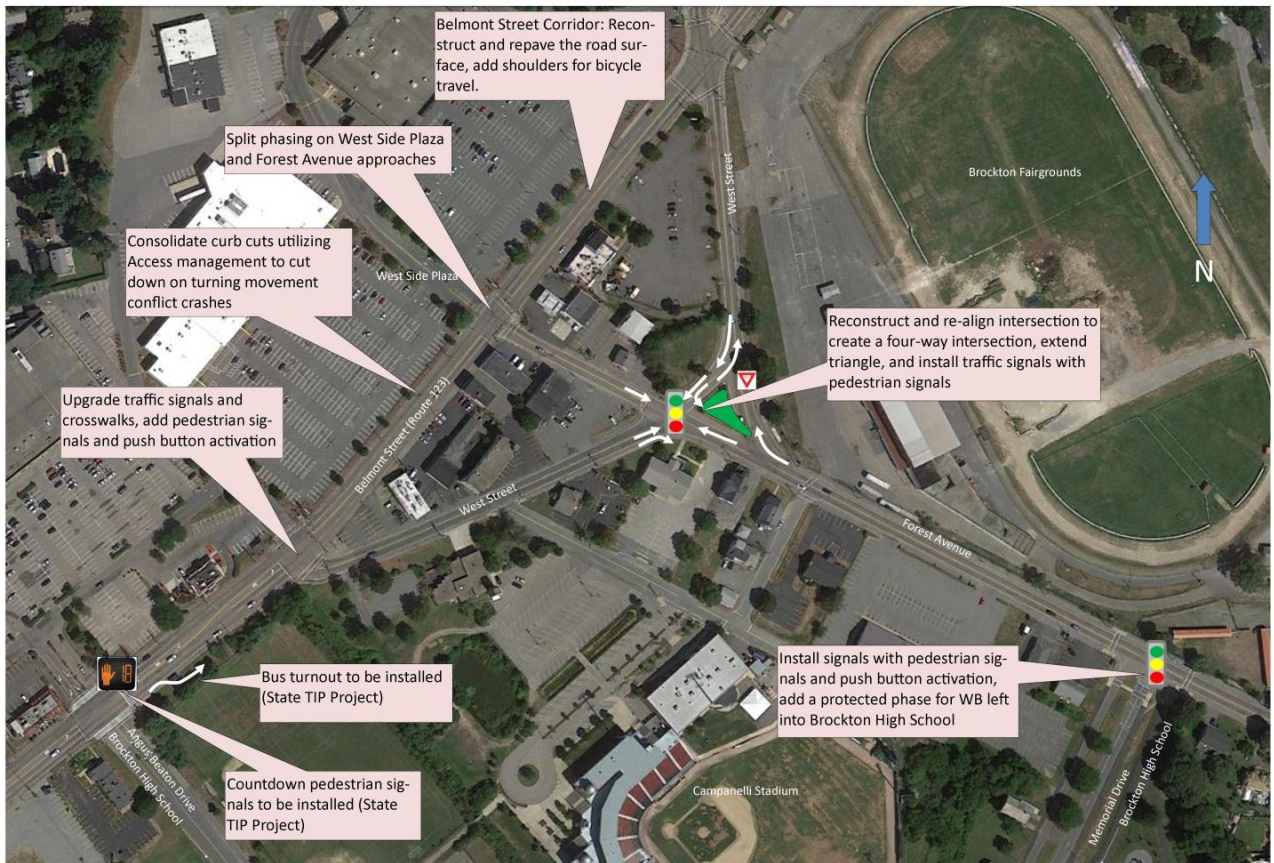 Belmont Street Corridor: Recon-
struct and repave the road sur-
face, add shoulders for bicycle
travel.
Split phasing on West Side Plaza
and Forest Avenue approaches
West Street
Brockton Fairgrounds
N
Consolidate curb cuts utilizing
Access management to cut
down on turning movement
conflict crashes
West Side Plaza
Reconstruct and re-align intersection to
create a four-way intersection, extend
triangle, and install traffic signals with
pedestrian signals
Upgrade traffic signals and
crosswalks, add pedestrian sig-
nals and push button activation
Belmont Street (Route 123)
West Street
Forest Avenue
18
Bus turnout to be installed
(State TIP Project)
Install signals with pedestrian sig-
nals and push button activation,
add a protected phase for WB left
into Brockton High School
Angus Beaton Drive
Brockton High School
Countdown pedestrian sig-
nals to be installed (State
TIP Project)
Campanelli Stadium
Memorial Drive
Brockton High School